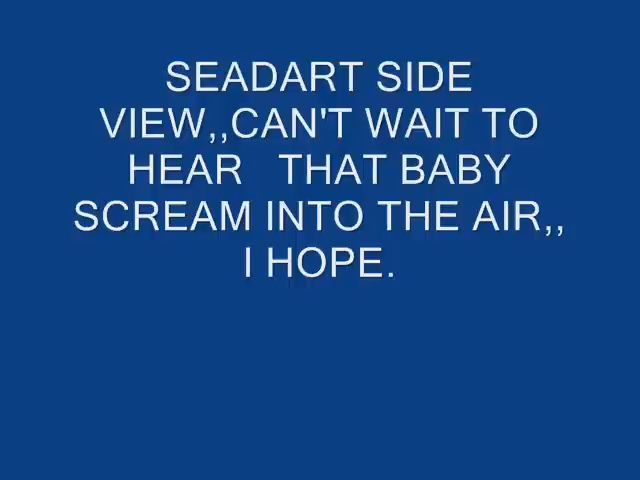 SEADART SIDE
VIEW,,CAN'T WAIT TO
HEAR   THAT BABY
SCREAM INTO THE AIR,,
I HOPE.